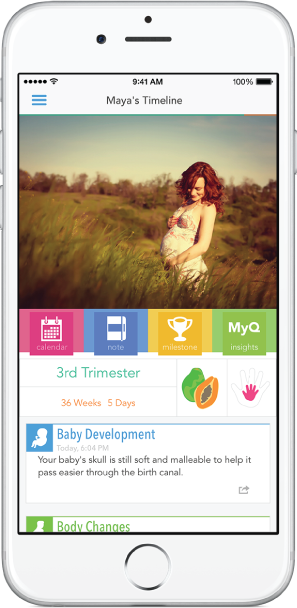 9:41 AM 100%
Maya's Timeline
calendar note milestone MyQ insights
3rd Trimester
36 Weeks 5 Days
Baby Development
Today, 6:04 PM
Your baby's skull is still soft and malleable to help it
pass easier through the birth canal.
Body Changes